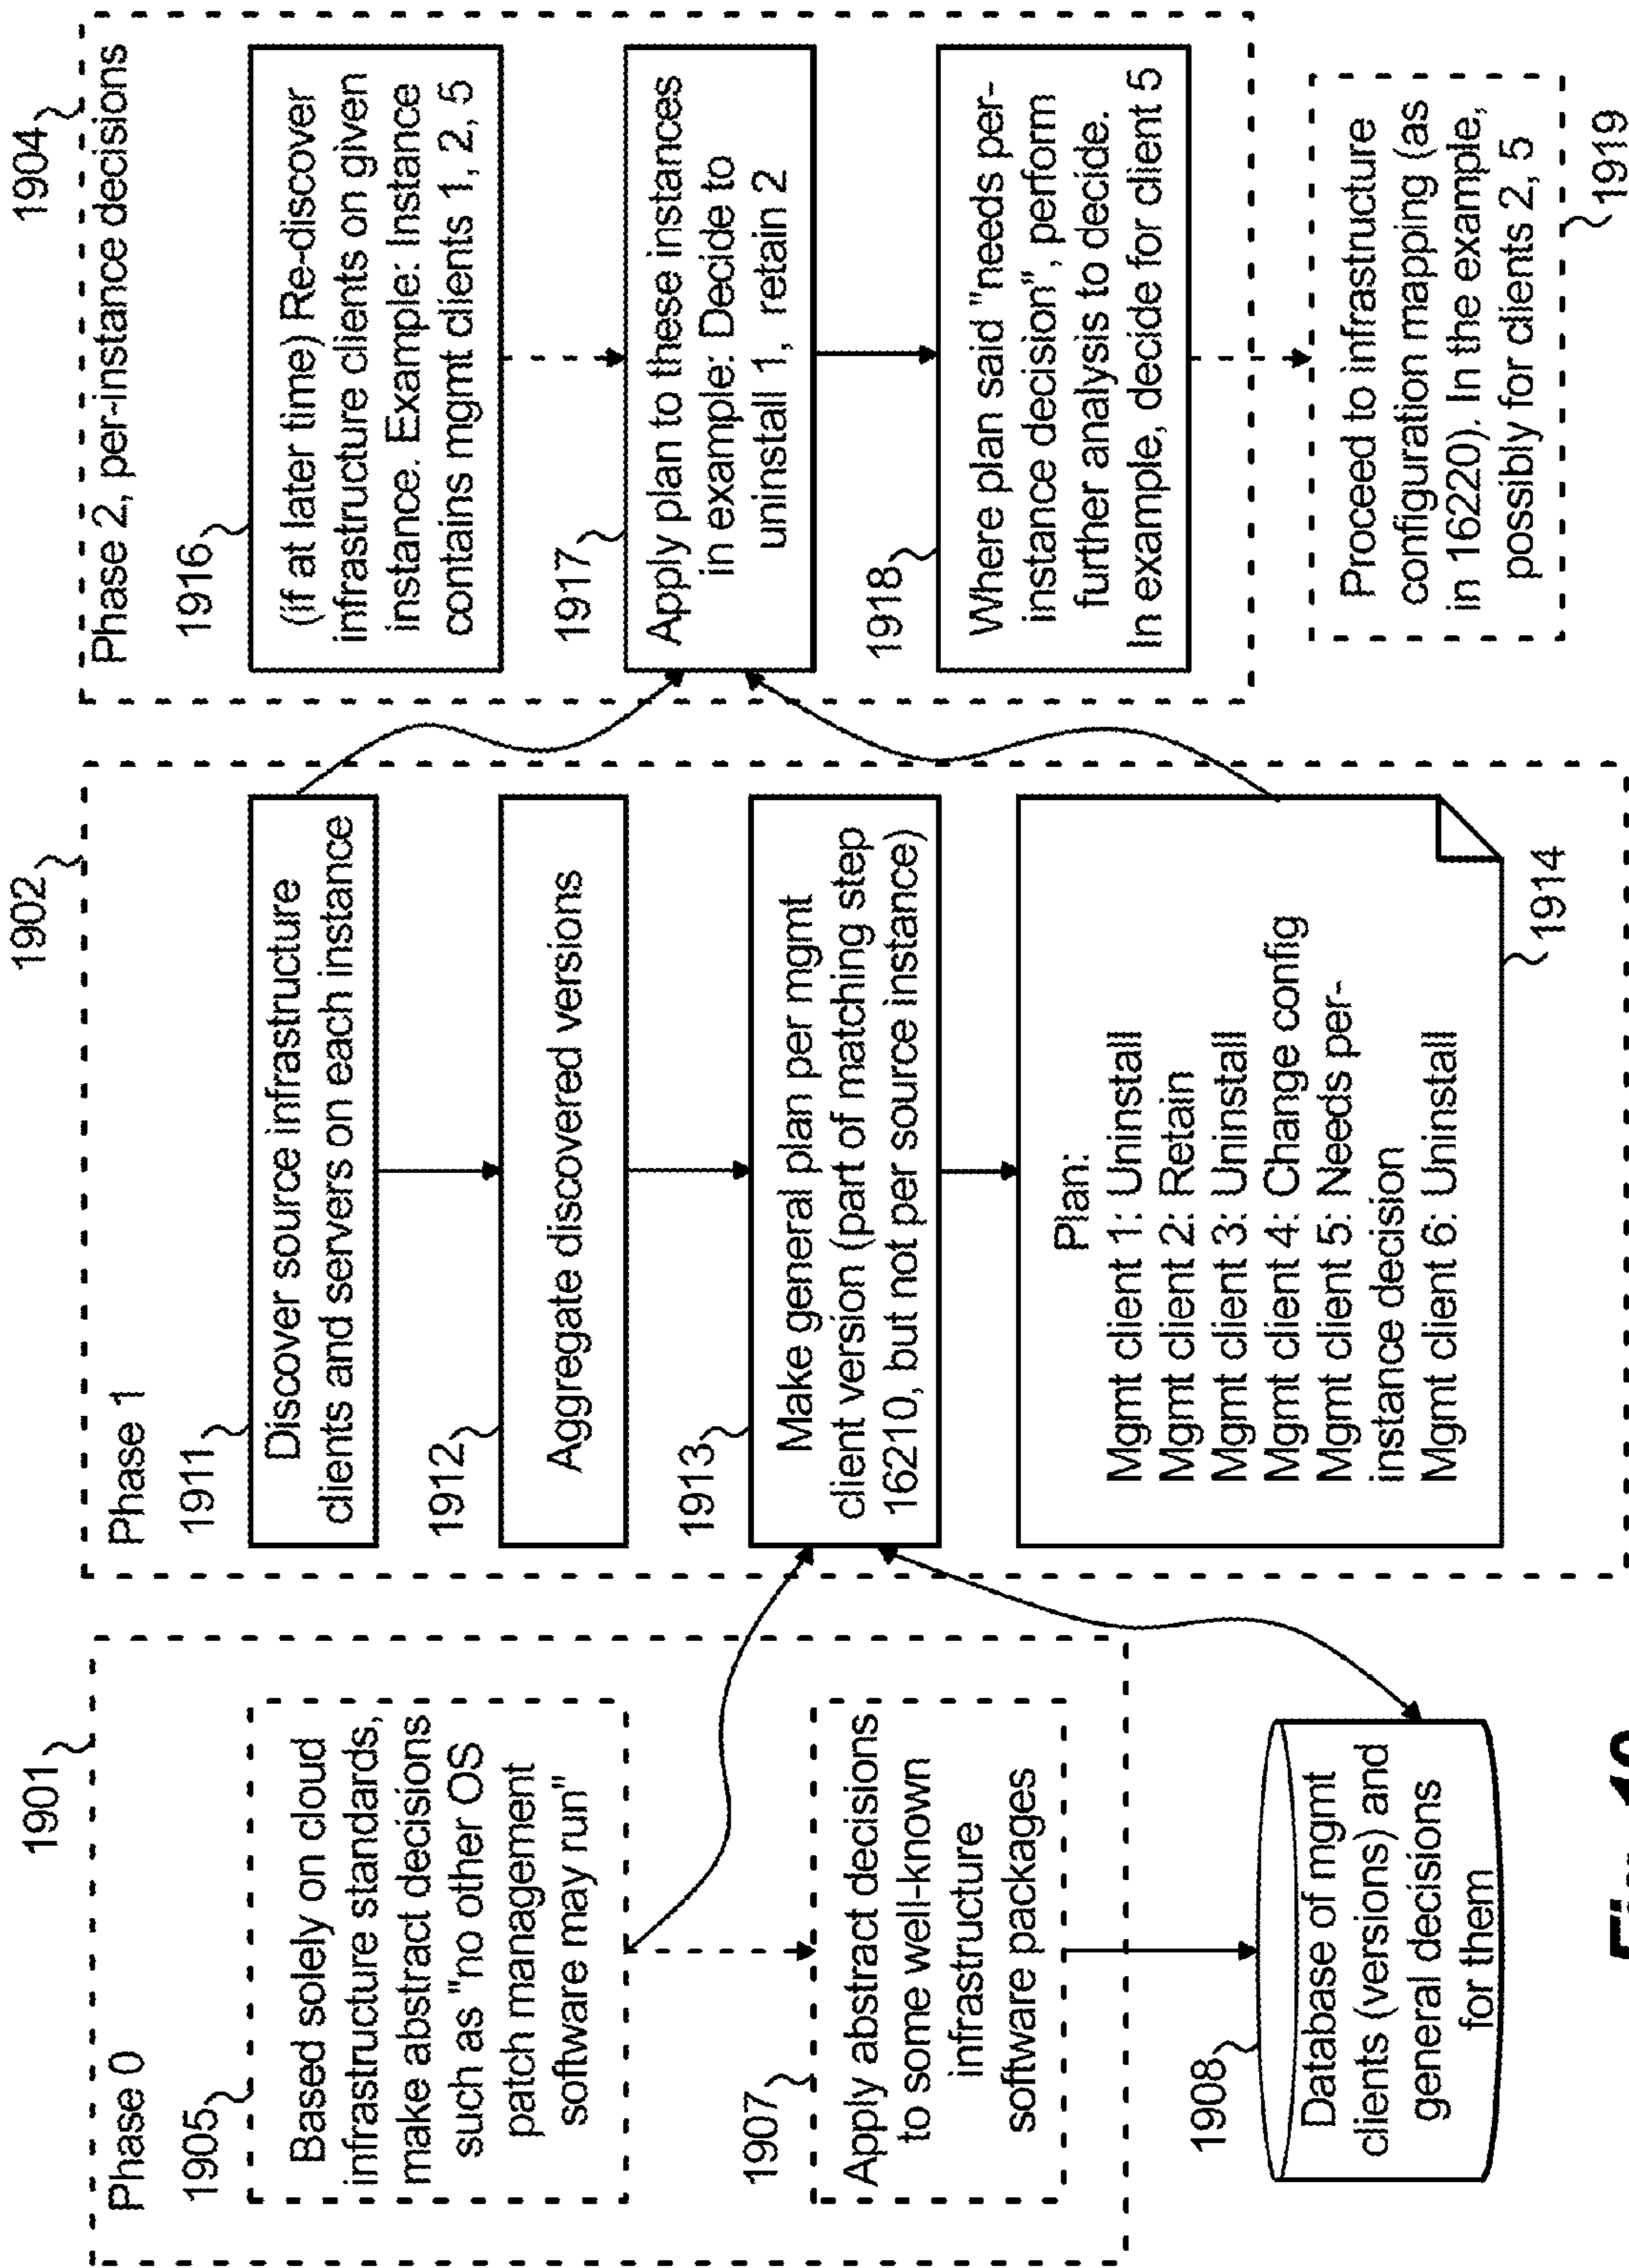 1901
Phase 0
1905
Based solely on cloud
infrastructure standards,
make abstract decisions
such as "no other OS
patch management
software may run"
1907
Apply abstract decisions
to some well-known
infrastructure
software packages
1908
Database of mgmt
clients (versions) and
general decisions
for them
1902
Phase 1
1911
Discover source infrastructure
clients and servers on each instance
1912
Aggregate discovered versions
1913
Make general plan per mgmt
client version (part of matching step
16210, but not per source instance)
Plan:
Mgmt client 1: Uninstall
Mgmt client 2: Retain
Mgmt client 3: Uninstall
Mgmt client 4: Change config
Mgmt client 5: Needs per-
instance decision
Mgmt client 6: Uninstall
1914
1904
Phase 2, per-instance decisions
1916
(if at later time) Re-discover
infrastructure clients on given
instance. Example: Instance
contains mgmt clients 1, 2, 5
1917
Apply plan to these instances
in example: Decide to
uninstall 1, retain 2
1918
Where plan said "needs per-
instance decision", perform
further analysis to decide.
In example, decide for client 5
Proceed to infrastructure
configuration mapping (as
in 16220). In the example,
possibly for clients 2, 5
1919